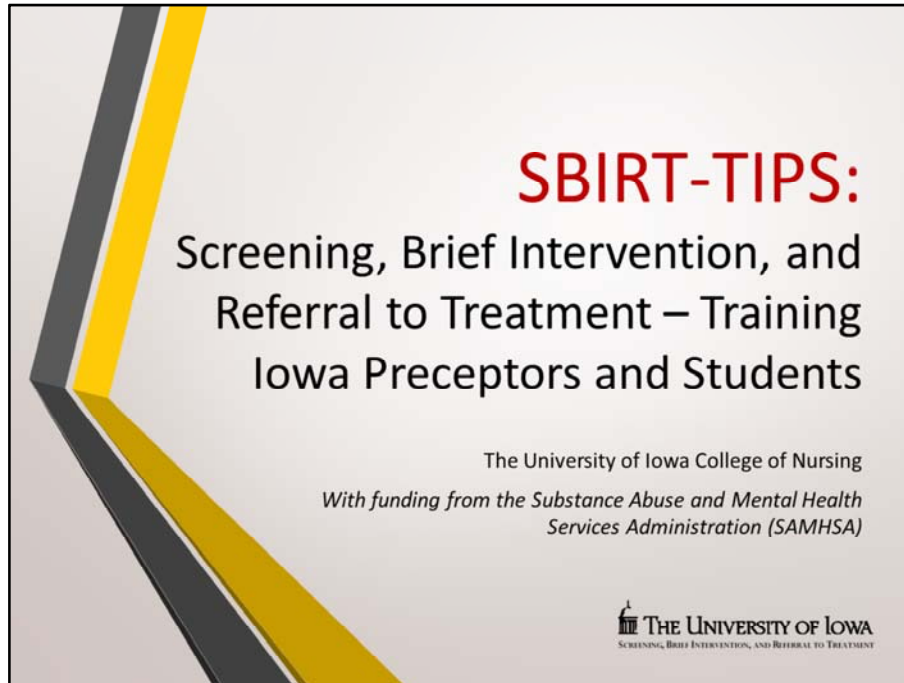 SBIRT-TIPS:
Screening, Brief Intervention, and
Referral to Treatment – Training
Iowa Preceptors and Students
The University of Iowa College of Nursing
With funding from the Substance Abuse and Mental Health
Services Administration (SAMHSA)
THE UNIVERSITY OF IOWA
SCREENING, BRIEF INTERVENTION, AND REFERRAL TO TREATMENT